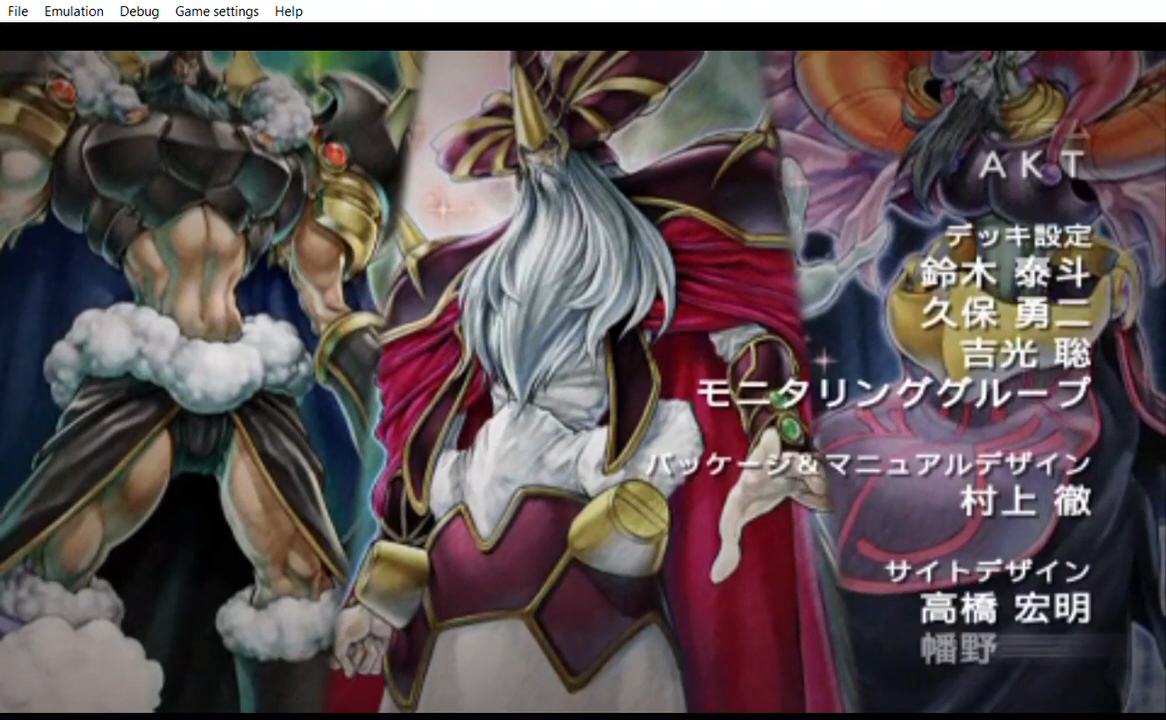 File Emulation Debug Game settings Help
AKT
デッキ設定
鈴木 泰斗
久保 勇二
吉光 聡
モニタリンググループ
パッケージ&マニュアルデザイン
村上 徹
サイトデザイン
高橋 宏明
幡野